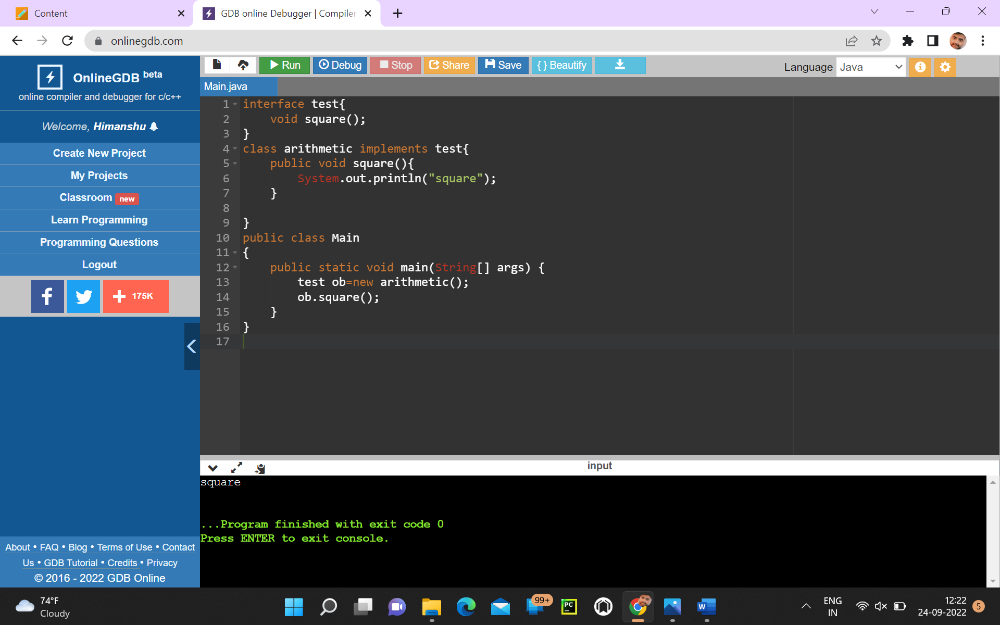 Content
GDB online Debugger | Compiler
onlinegdb.com
OnlineGDB beta
online compiler and debugger for c/c++
Welcome, Himanshu
Create New Project
My Projects
Classroom new
Learn Programming
Programming Questions
Logout
f
175K
About • FAQ • Blog • Terms of Use • Contact
Us • GDB Tutorial • Credits • Privacy
© 2016 - 2022 GDB Online
Run Debug Stop Share Save { } Beautify
Language Java
Main.java
1 interface test{
2     void square();
3 }
4 class arithmetic implements test{
5     public void square(){
6         System.out.println("square");
7     }
8
9 }
10 public class Main
11 {
12     public static void main(String[] args) {
13         test ob=new arithmetic();
14         ob.square();
15     }
16 }
17
input
square
...Program finished with exit code 0
Press ENTER to exit console.
74°F
Cloudy
99+
PC
W
ENG
IN
12:22
24-09-2022
5